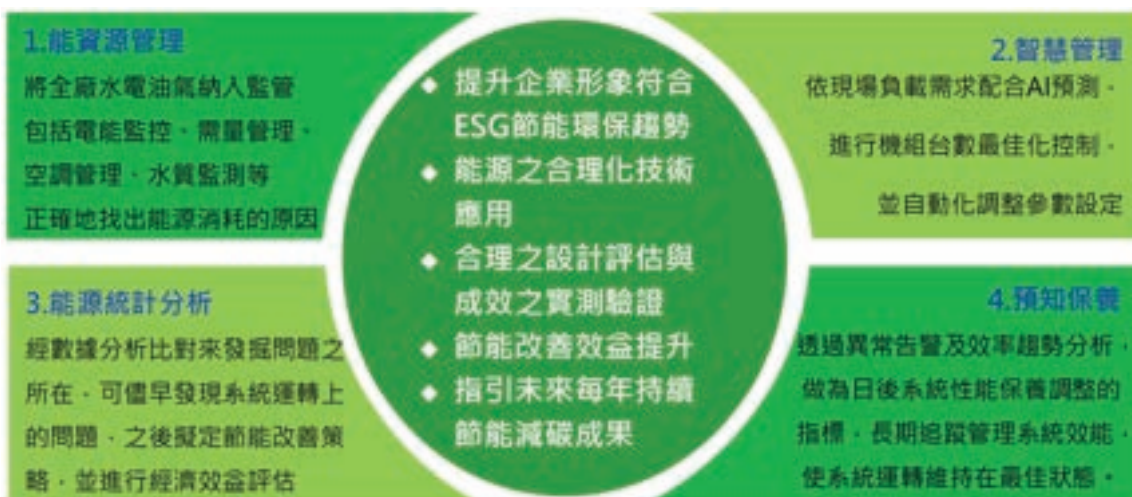 1.能資源管理
將全廠水電油氣納入監管
包括電能監控、需量管理、
空調管理、水質監測等
正確地找出能源消耗的原因
◆ 提升企業形象符合
ESG節能環保趨勢
◆ 能源之合理化技術
應用
◆ 合理之設計評估與
成效之實測驗證
◆ 節能改善效益提升
◆ 指引未來每年持續
節能減碳成果
2.智慧管理
依現場負載需求配合AI預測，
進行機組台數最佳化控制，
並自動化調整參數設定
3.能源統計分析
經數據分析比對來發掘問題之
所在，可儘早發現系統運轉上
的問題，之後擬定節能改善策
略，並進行經濟效益評估
4.預知保養
透過異常告警及效率趨勢分析，
做為日後系統性能保養調整的
指標，長期追蹤管理系統效能，
使系統運轉維持在最佳狀態。